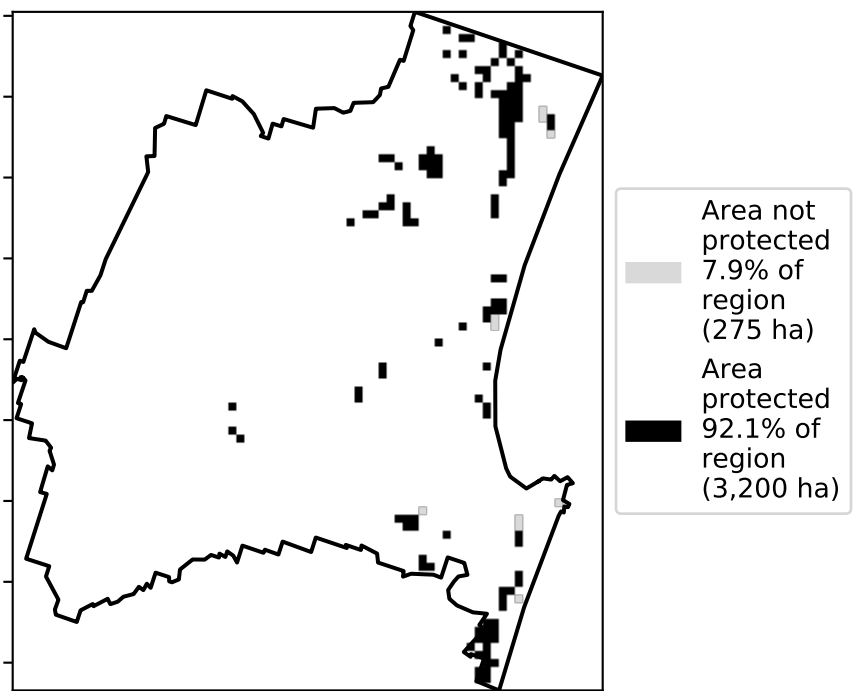 Area not
protected
7.9% of
region
(275 ha)
Area
protected
92.1% of
region
(3,200 ha)